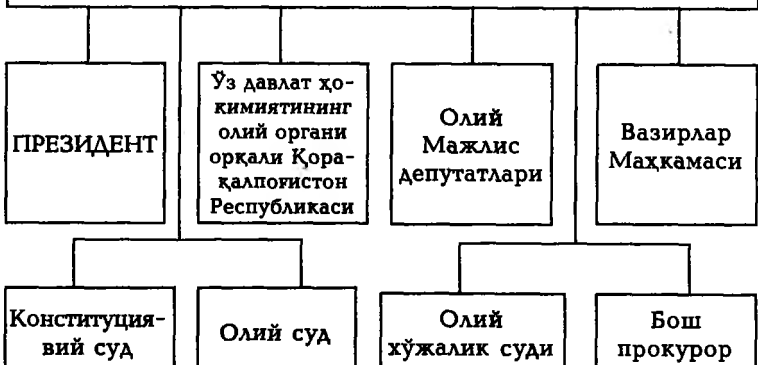 ПРЕЗИДЕНТ
Ўз давлат ҳо-
кимиятининг
олий органи
орқали Қора-
қалпоғистон
Республикаси
Олий
Мажлис
депутатлари
Вазирлар
Маҳкамаси
Конституция-
вий суд
Олий суд
Олий
хўжалик суди
Бош
прокурор